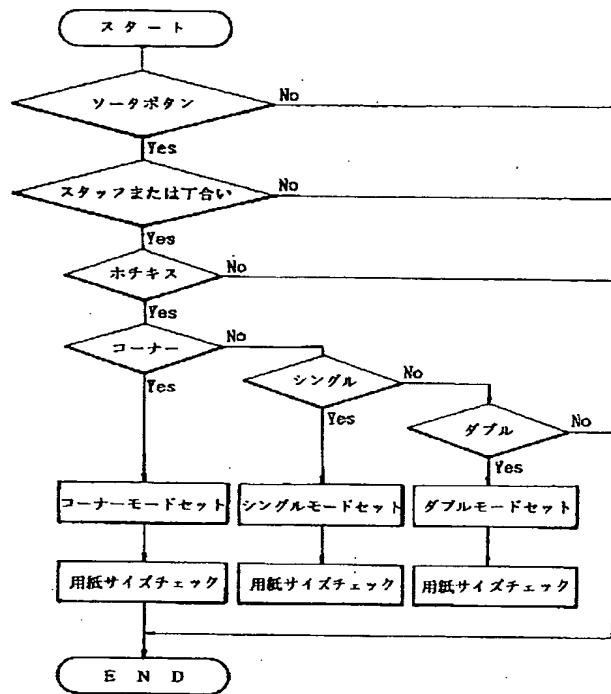 スタート
ソータボタン
No
Yes
スタッフまたは丁合い
No
Yes
ホチキス
No
Yes
コーナー
No
Yes
シングル
No
Yes
ダブル
No
Yes
コーナーモードセット
シングルモードセット
ダブルモードセット
用紙サイズチェック
用紙サイズチェック
用紙サイズチェック
END